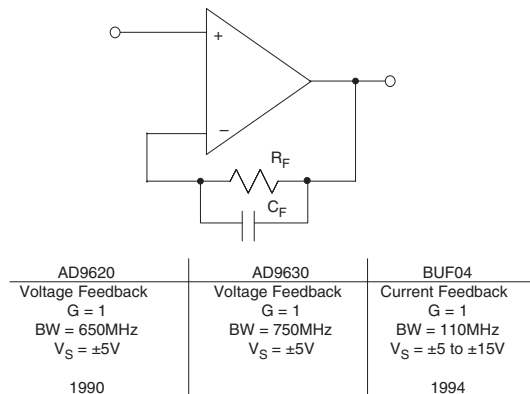 +
−
R_F
C_F
AD9620 AD9630 BUF04
Voltage Feedback Voltage Feedback Current Feedback
G = 1 G = 1 G = 1
BW = 650MHz BW = 750MHz BW = 110MHz
V_S = ±5V V_S = ±5V V_S = ±5 to ±15V
1990 1994